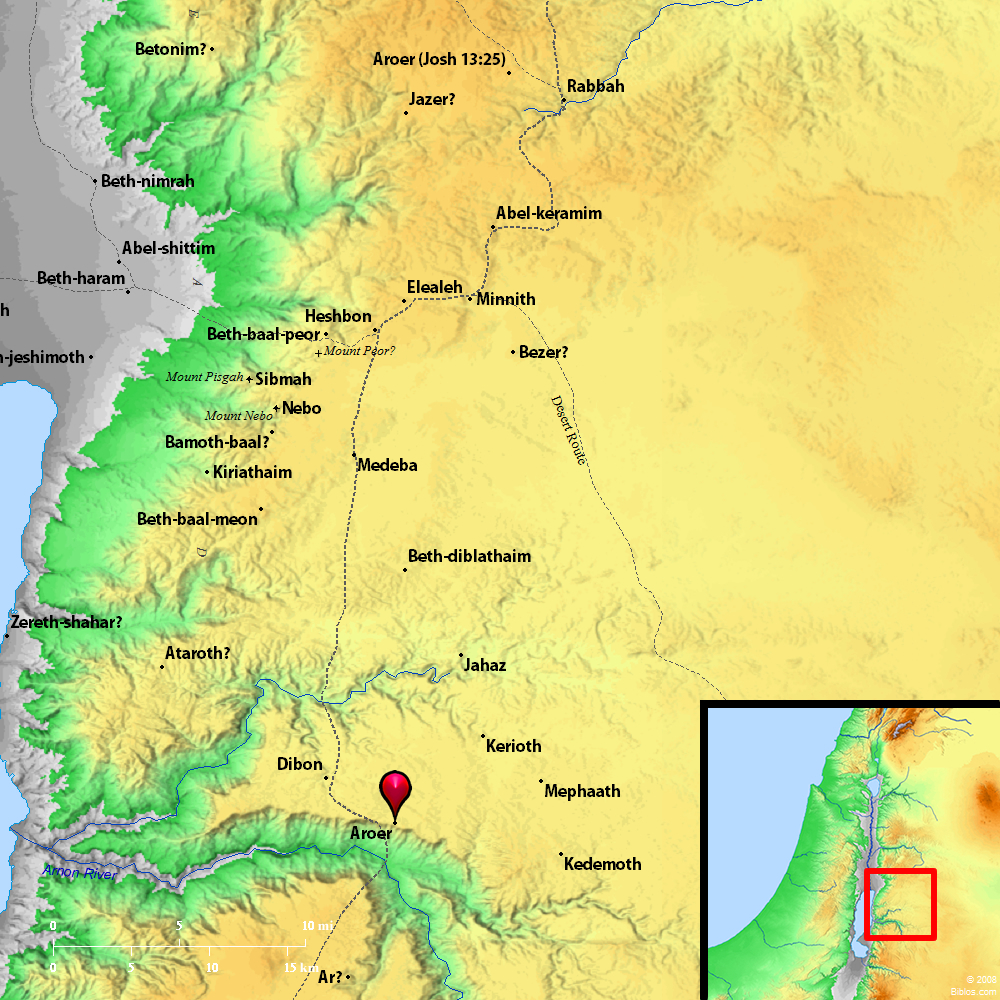 E
Betonim?
Aroer (Josh 13:25)
Rabbah
Jazer?
Beth-nimrah
Abel-keramim
Abel-shittim
Beth-haram
A
Elealeh
Minnith
h
Heshbon
Beth-baal-peor
Mount Peor?
Bezer?
-jeshimoth
Mount Pisgah
Sibmah
Nebo
Mount Nebo
Desert Route
Bamoth-baal?
Medeba
Kiriathaim
Beth-baal-meon
D
Beth-diblathaim
Zereth-shahar?
Ataroth?
Jahaz
Kerioth
Dibon
Mephaath
Aroer
Kedemoth
Arnon River
0 5 10 mi
0 5 10 15 km
Ar?
© 2008
Biblos.com